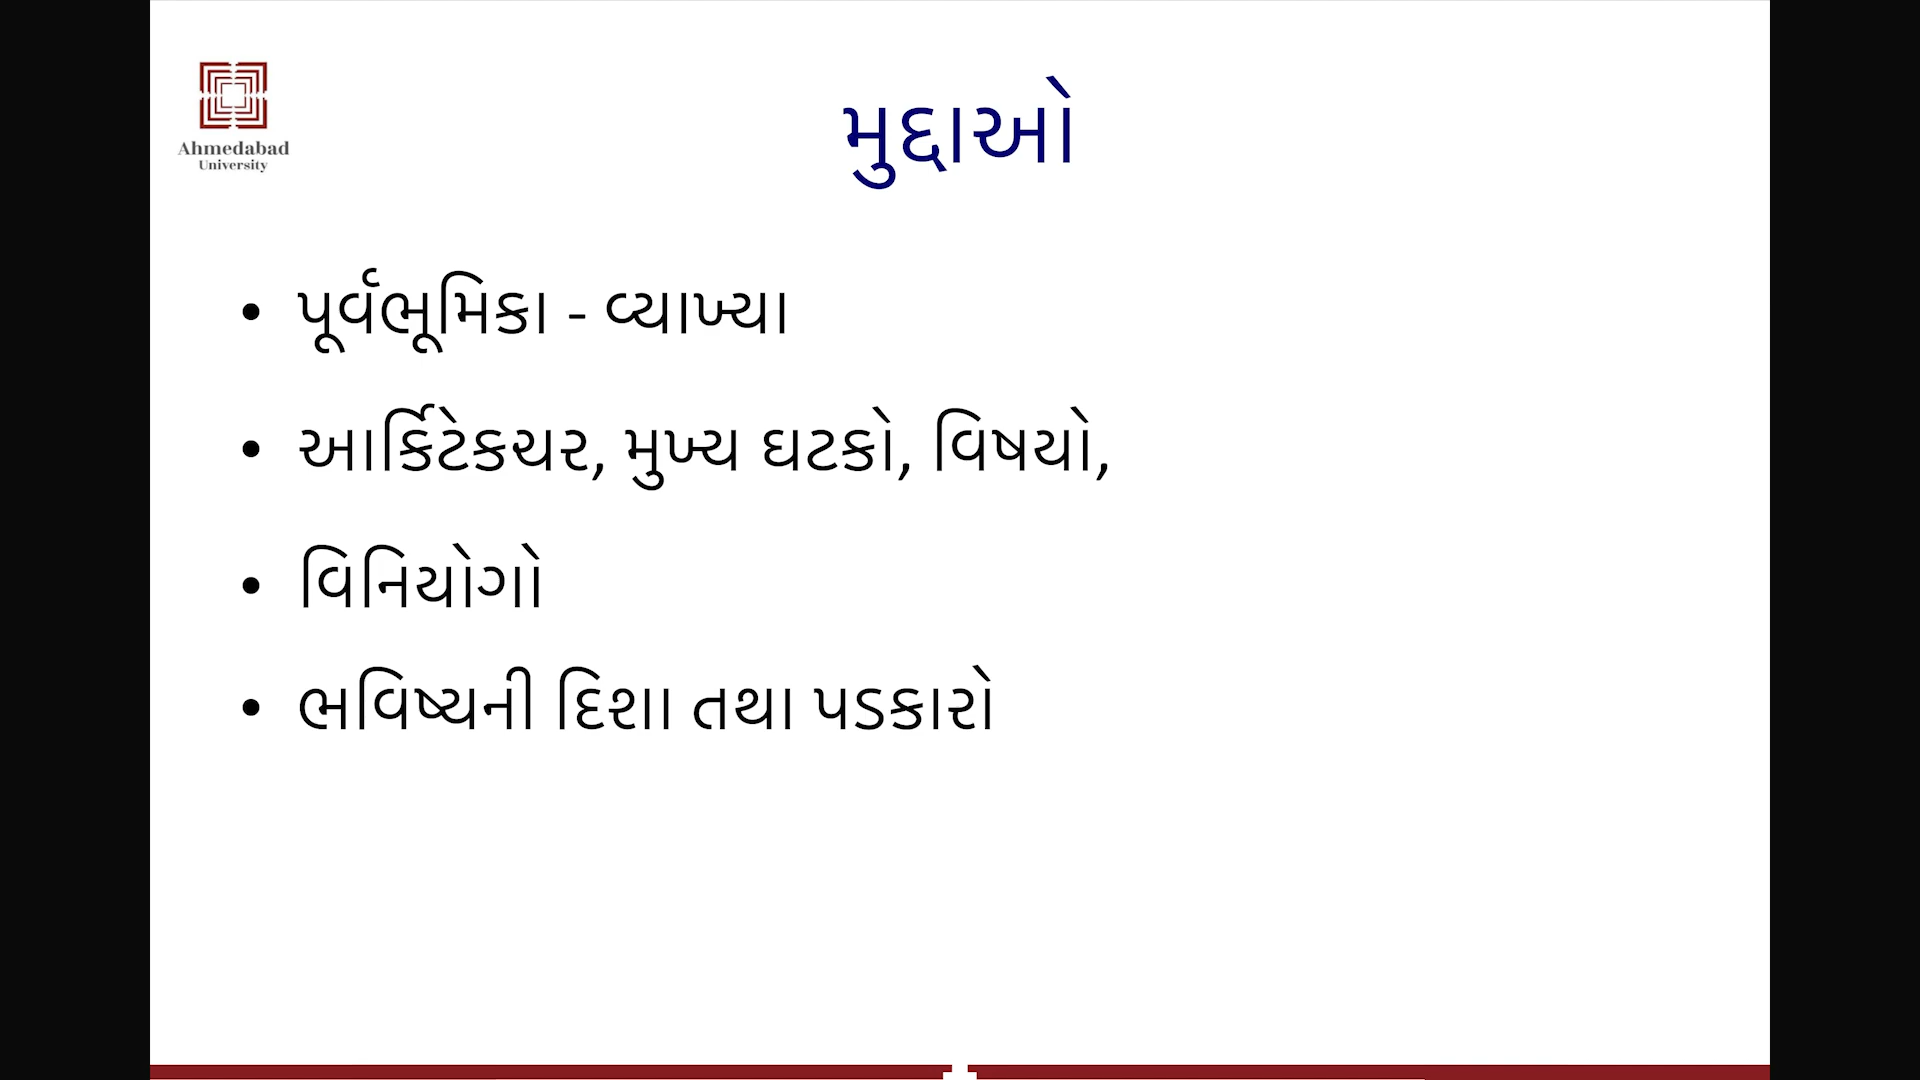 Ahmedabad
University
મુદ્દાઓ
• પૂર્વભૂમિકા - વ્યાખ્યા
• આર્કિટેકચર, મુખ્ય ઘટકો, વિષયો,
• વિનિયોગો
• ભવિષ્યની દિશા તથા પડકારો